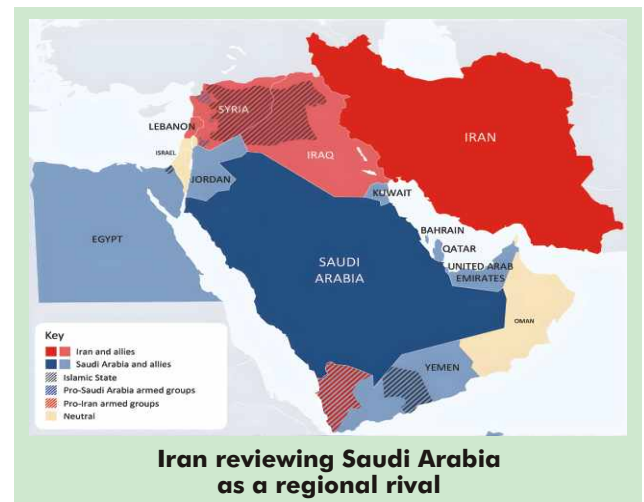 SYRIA
LEBANON
ISRAEL
IRAQ
IRAN
JORDAN
KUWAIT
EGYPT
BAHRAIN
QATAR
SAUDI
ARABIA
UNITED ARAB
EMIRATES
OMAN
YEMEN
Key
Iran and allies
Saudi Arabia and allies
Islamic State
Pro-Saudi Arabia armed groups
Pro-Iran armed groups
Neutral
Iran reviewing Saudi Arabia
as a regional rival